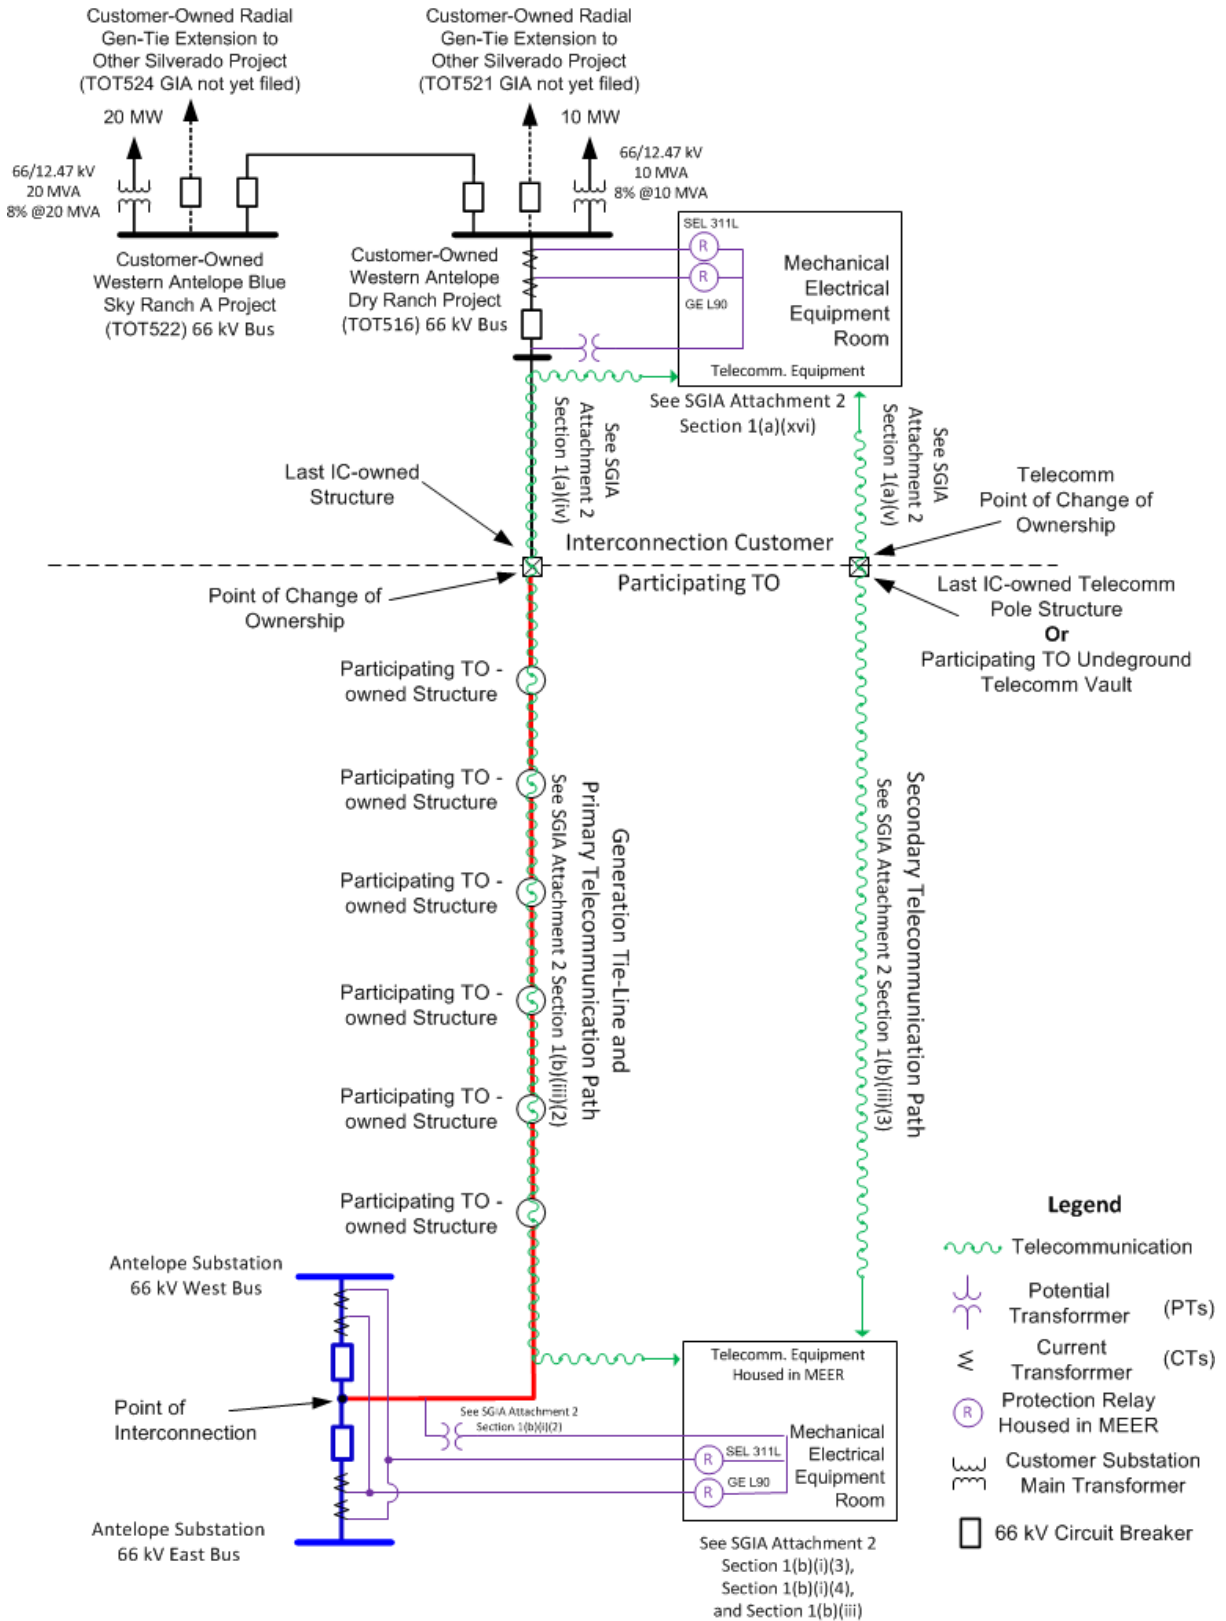 Customer-Owned Radial
Gen-Tie Extension to
Other Silverado Project
(TOT524 GIA not yet filed)
Customer-Owned Radial
Gen-Tie Extension to
Other Silverado Project
(TOT521 GIA not yet filed)
20 MW
10 MW
66/12.47 kV
20 MVA
8% @20 MVA
66/12.47 kV
10 MVA
8% @10 MVA
Customer-Owned
Western Antelope Blue
Sky Ranch A Project
(TOT522) 66 kV Bus
Customer-Owned
Western Antelope
Dry Ranch Project
(TOT516) 66 kV Bus
SEL 311L
R
R
GE L90
Mechanical
Electrical
Equipment
Room
Telecomm. Equipment
See SGIA Attachment 2
Section 1(a)(xvi)
See SGIA
Attachment 2
Section 1(a)(iv)
See SGIA
Attachment 2
Section 1(a)(v)
Last IC-owned
Structure
Telecomm
Point of Change of
Ownership
Interconnection Customer
Participating TO
Point of Change of
Ownership
Last IC-owned Telecomm
Pole Structure
Or
Participating TO Undeground
Telecomm Vault
Participating TO -
owned Structure
Participating TO -
owned Structure
Participating TO -
owned Structure
Participating TO -
owned Structure
Participating TO -
owned Structure
Participating TO -
owned Structure
Generation Tie-Line and
Primary Telecommunication Path
See SGIA Attachment 2 Section 1(b)(iii)(2)
Secondary Telecommunication Path
See SGIA Attachment 2 Section 1(b)(iii)(3)
Antelope Substation
66 kV West Bus
Point of
Interconnection
Antelope Substation
66 kV East Bus
See SGIA Attachment 2
Section 1(b)(i)(2)
Telecomm. Equipment
Housed in MEER
Mechanical
Electrical
Equipment
Room
R
SEL 311L
R
GE L90
See SGIA Attachment 2
Section 1(b)(i)(3),
Section 1(b)(i)(4),
and Section 1(b)(iii)
Legend
Telecommunication
Potential
Transformrmer (PTs)
Current
Transforrmer (CTs)
R
Protection Relay
Housed in MEER
Customer Substation
Main Transformer
66 kV Circuit Breaker